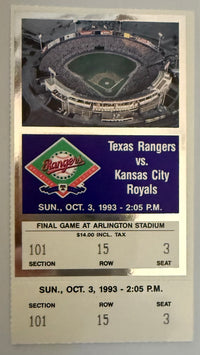 Rangers
Texas Rangers
vs.
Kansas City
Royals
SUN., OCT. 3, 1993 - 2:05 P.M.
FINAL GAME AT ARLINGTON STADIUM
$14.00 INCL. TAX
101 15 3
SECTION ROW SEAT
SUN., OCT. 3, 1993 - 2:05 P.M.
101 15 3
SECTION ROW SEAT